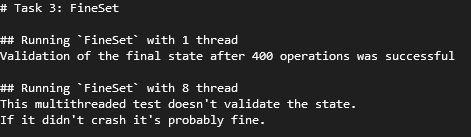 # Task 3: FineSet
## Running `FineSet` with 1 thread
Validation of the final state after 400 operations was successful
## Running `FineSet` with 8 thread
This multithreaded test doesn't validate the state.
If it didn't crash it's probably fine.